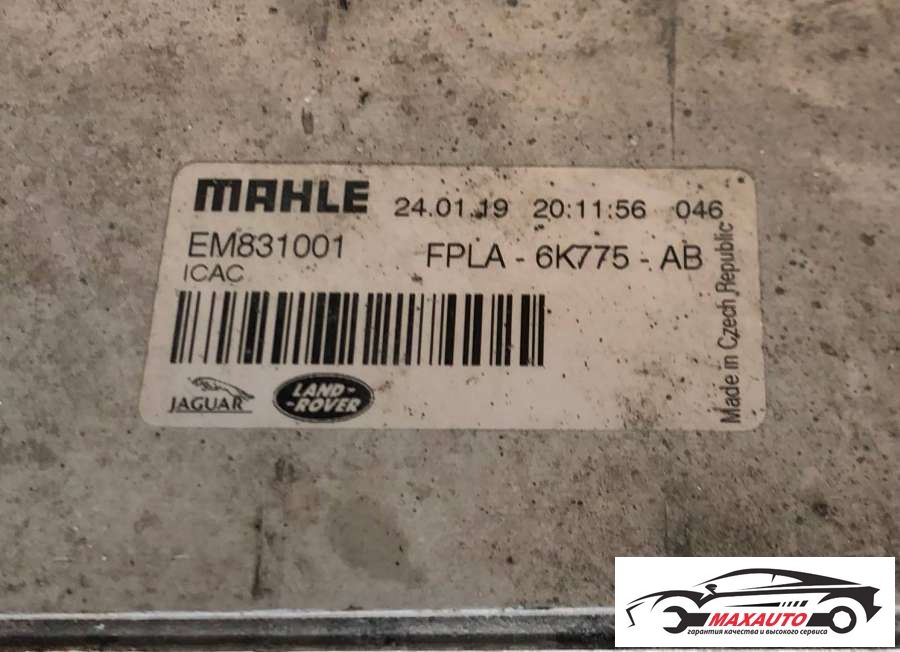 MAHLE 24.01.19 20:11:56 046
EM831001 FPLA - 6K775 - AB
ICAC
Made in Czech Republic
JAGUAR LAND-ROVER
MAXAUTO
гарантия качества и высокого сервиса